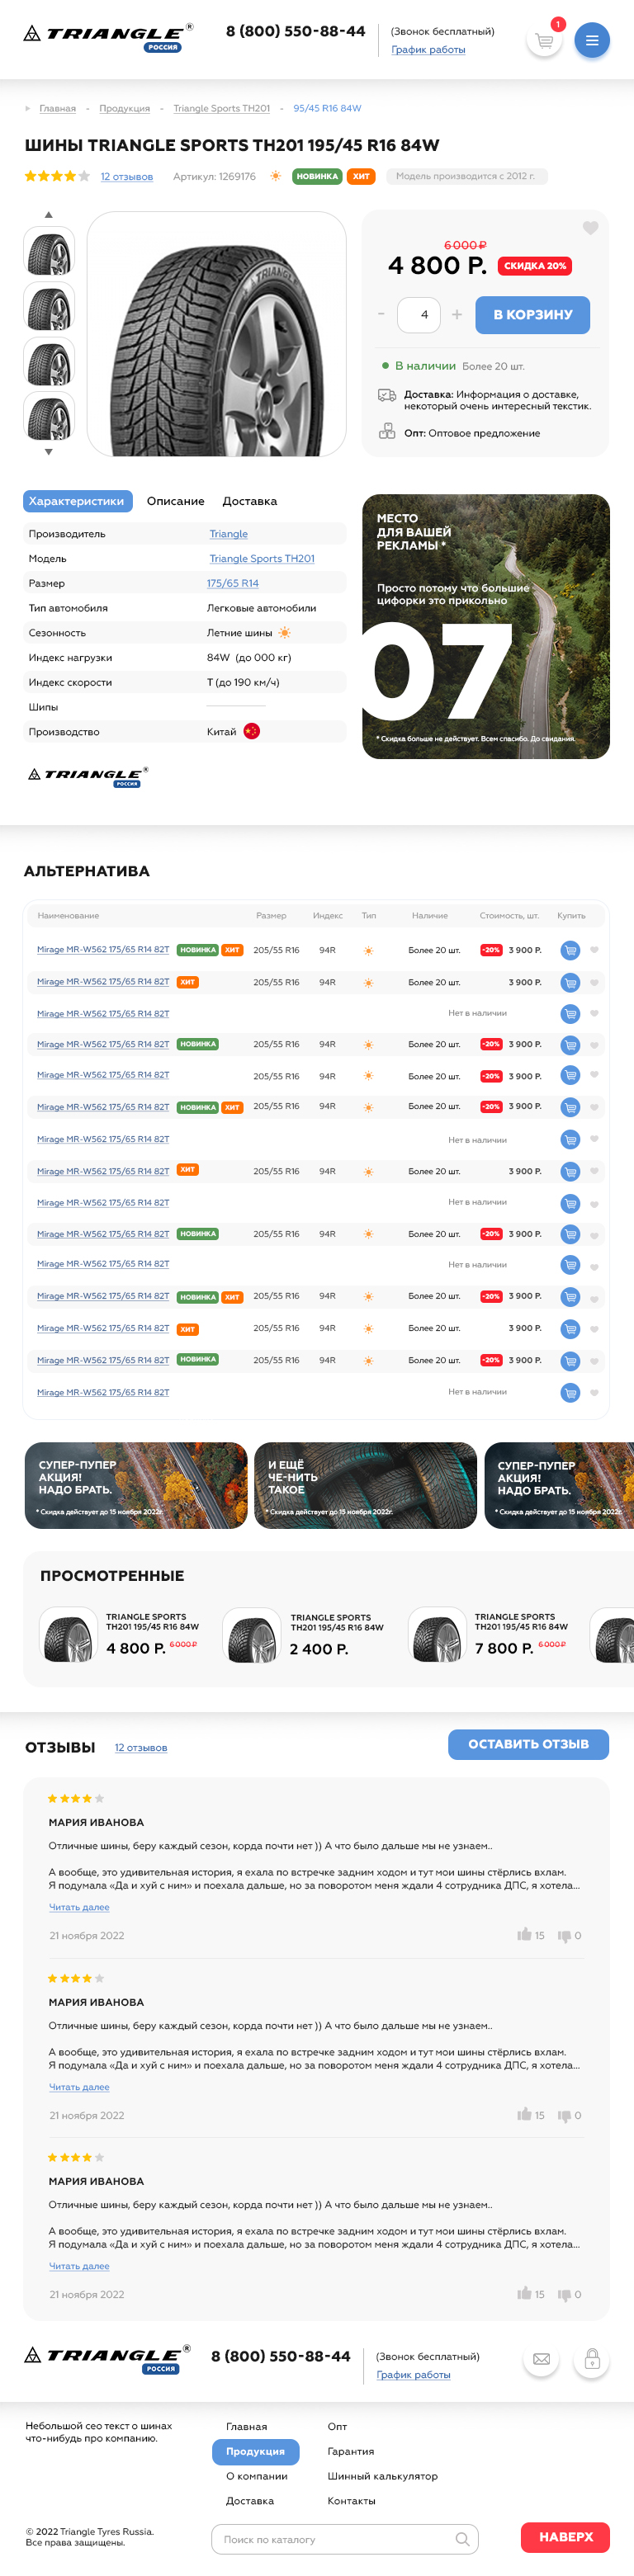 TRIANGLE®
РОССИЯ
8 (800) 550-88-44
(Звонок бесплатный)
График работы
1
Главная - Продукция - Triangle Sports TH201 - 95/45 R16 84W
ШИНЫ TRIANGLE SPORTS TH201 195/45 R16 84W
12 отзывов Артикул: 1269176 НОВИНКА ХИТ Модель производится с 2012 г.
6 000 ₽
4 800 Р. СКИДКА 20%
- 4 + В КОРЗИНУ
В наличии Более 20 шт.
Доставка: Информация о доставке,
некоторый очень интересный текстик.
Опт: Оптовое предложение
TRIANGLE
Характеристики Описание Доставка
Производитель Triangle
Модель Triangle Sports TH201
Размер 175/65 R14
Тип автомобиля Легковые автомобили
Сезонность Летние шины
Индекс нагрузки 84W (до 000 кг)
Индекс скорости T (до 190 км/ч)
Шипы
Производство Китай
TRIANGLE®
РОССИЯ
МЕСТО
ДЛЯ ВАШЕЙ
РЕКЛАМЫ *
Просто потому что большие
цифорки это прикольно
07
* Скидка больше не действует. Всем спасибо. До свидания.
АЛЬТЕРНАТИВА
Наименование Размер Индекс Тип Наличие Стоимость, шт. Купить
Mirage MR-W562 175/65 R14 82T НОВИНКА ХИТ 205/55 R16 94R Более 20 шт. -20% 3 900 Р.
Mirage MR-W562 175/65 R14 82T ХИТ 205/55 R16 94R Более 20 шт. 3 900 Р.
Mirage MR-W562 175/65 R14 82T Нет в наличии
Mirage MR-W562 175/65 R14 82T НОВИНКА 205/55 R16 94R Более 20 шт. -20% 3 900 Р.
Mirage MR-W562 175/65 R14 82T 205/55 R16 94R Более 20 шт. -20% 3 900 Р.
Mirage MR-W562 175/65 R14 82T НОВИНКА ХИТ 205/55 R16 94R Более 20 шт. -20% 3 900 Р.
Mirage MR-W562 175/65 R14 82T Нет в наличии
Mirage MR-W562 175/65 R14 82T ХИТ 205/55 R16 94R Более 20 шт. 3 900 Р.
Mirage MR-W562 175/65 R14 82T Нет в наличии
Mirage MR-W562 175/65 R14 82T НОВИНКА 205/55 R16 94R Более 20 шт. -20% 3 900 Р.
Mirage MR-W562 175/65 R14 82T Нет в наличии
Mirage MR-W562 175/65 R14 82T НОВИНКА ХИТ 205/55 R16 94R Более 20 шт. -20% 3 900 Р.
Mirage MR-W562 175/65 R14 82T ХИТ 205/55 R16 94R Более 20 шт. 3 900 Р.
Mirage MR-W562 175/65 R14 82T НОВИНКА 205/55 R16 94R Более 20 шт. -20% 3 900 Р.
Mirage MR-W562 175/65 R14 82T Нет в наличии
СУПЕР-ПУПЕР
АКЦИЯ!
НАДО БРАТЬ.
* Скидка действует до 15 ноября 2022г.
И ЕЩЁ
ЧЕ-НИТЬ
ТАКОЕ
* Скидка действует до 15 ноября 2022г.
СУПЕР-ПУПЕР
АКЦИЯ!
НАДО БРАТЬ.
* Скидка действует до 15 ноября 2022г.
ПРОСМОТРЕННЫЕ
TRIANGLE SPORTS
TH201 195/45 R16 84W
4 800 Р. 6 000 ₽
TRIANGLE SPORTS
TH201 195/45 R16 84W
2 400 Р.
TRIANGLE SPORTS
TH201 195/45 R16 84W
7 800 Р. 6 000 ₽
ОТЗЫВЫ 12 отзывов ОСТАВИТЬ ОТЗЫВ
МАРИЯ ИВАНОВА
Отличные шины, беру каждый сезон, корда почти нет )) А что было дальше мы не узнаем..
А вообще, это удивительная история, я ехала по встречке задним ходом и тут мои шины стёрлись вхлам.
Я подумала «Да и хуй с ним» и поехала дальше, но за поворотом меня ждали 4 сотрудника ДПС, я хотела...
Читать далее
21 ноября 2022 15 0
МАРИЯ ИВАНОВА
Отличные шины, беру каждый сезон, корда почти нет )) А что было дальше мы не узнаем..
А вообще, это удивительная история, я ехала по встречке задним ходом и тут мои шины стёрлись вхлам.
Я подумала «Да и хуй с ним» и поехала дальше, но за поворотом меня ждали 4 сотрудника ДПС, я хотела...
Читать далее
21 ноября 2022 15 0
МАРИЯ ИВАНОВА
Отличные шины, беру каждый сезон, корда почти нет )) А что было дальше мы не узнаем..
А вообще, это удивительная история, я ехала по встречке задним ходом и тут мои шины стёрлись вхлам.
Я подумала «Да и хуй с ним» и поехала дальше, но за поворотом меня ждали 4 сотрудника ДПС, я хотела...
Читать далее
21 ноября 2022 15 0
TRIANGLE®
РОССИЯ
8 (800) 550-88-44
(Звонок бесплатный)
График работы
Небольшой сео текст о шинах
что-нибудь про компанию.
Главная Опт
Продукция Гарантия
О компании Шинный калькулятор
Доставка Контакты
© 2022 Triangle Tyres Russia.
Все права защищены.
Поиск по каталогу
НАВЕРХ